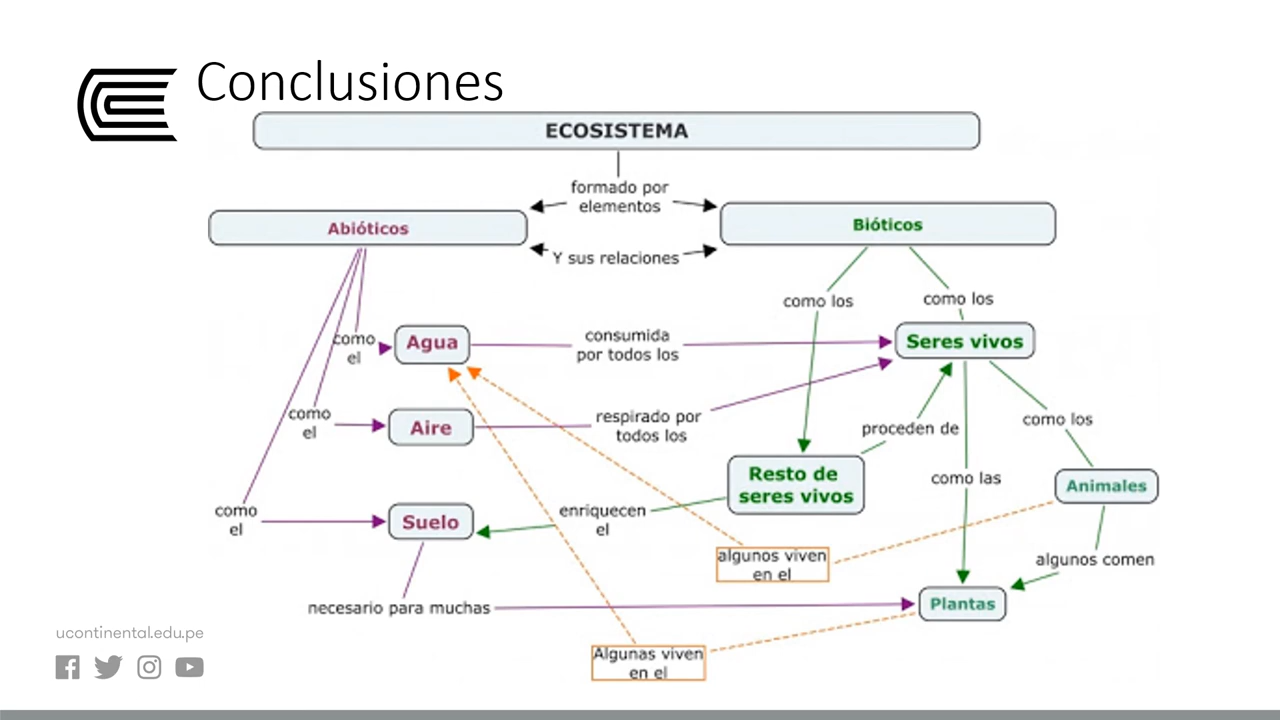 Conclusiones
ECOSISTEMA
formado por
elementos
Abióticos
Bióticos
Y sus relaciones
como los
como los
como
el
Agua
consumida
por todos los
Seres vivos
como
el
Aire
respirado por
todos los
proceden de
como los
Resto de
seres vivos
como las
Animales
como
el
Suelo
enriquecen
el
algunos viven
en el
algunos comen
necesario para muchas
Plantas
Algunas viven
en el
ucontinental.edu.pe